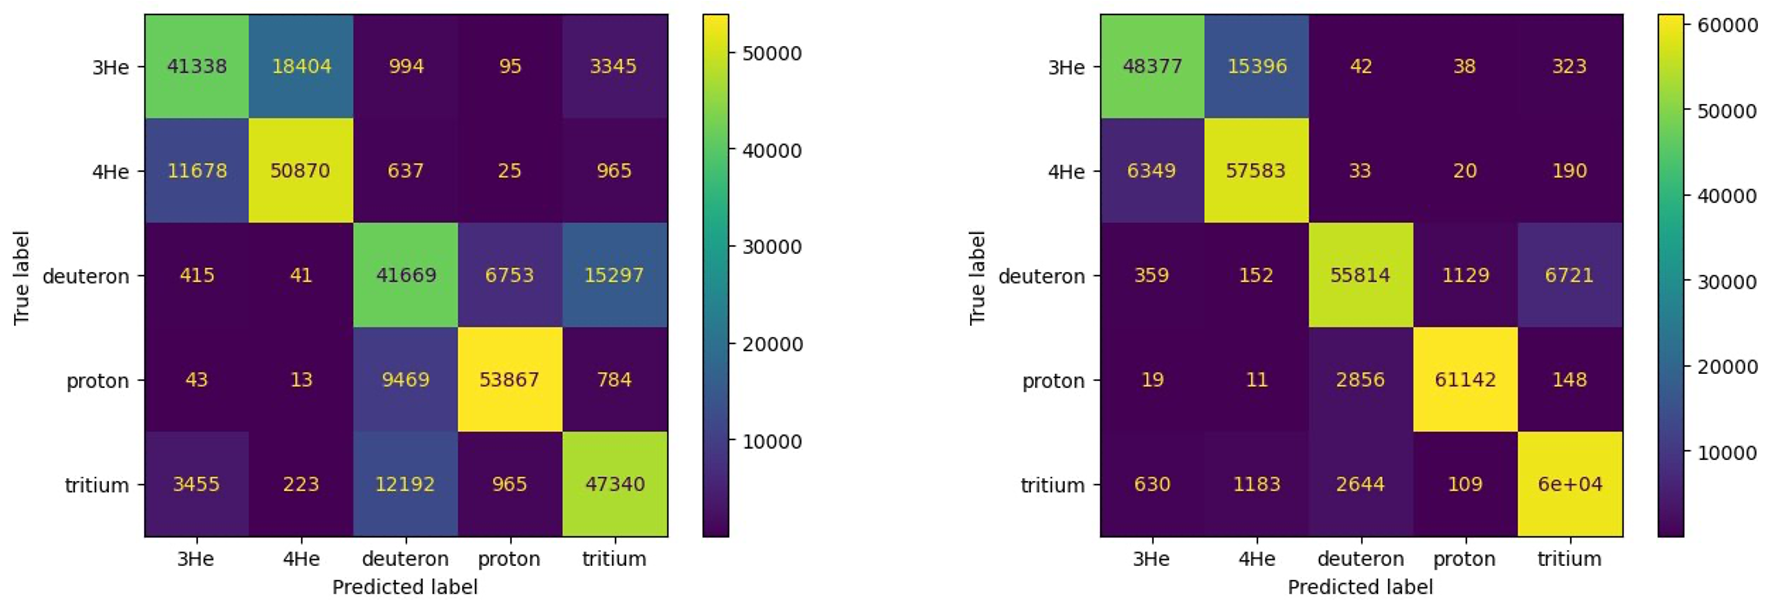 3He 41338 18404 994 95 3345
4He 11678 50870 637 25 965
deuteron 415 41 41669 6753 15297
proton 43 13 9469 53867 784
tritium 3455 223 12192 965 47340
3He 4He deuteron proton tritium
Predicted label
True label
50000
40000
30000
20000
10000
3He 48377 15396 42 38 323
4He 6349 57583 33 20 190
deuteron 359 152 55814 1129 6721
proton 19 11 2856 61142 148
tritium 630 1183 2644 109 6e+04
3He 4He deuteron proton tritium
Predicted label
True label
60000
50000
40000
30000
20000
10000